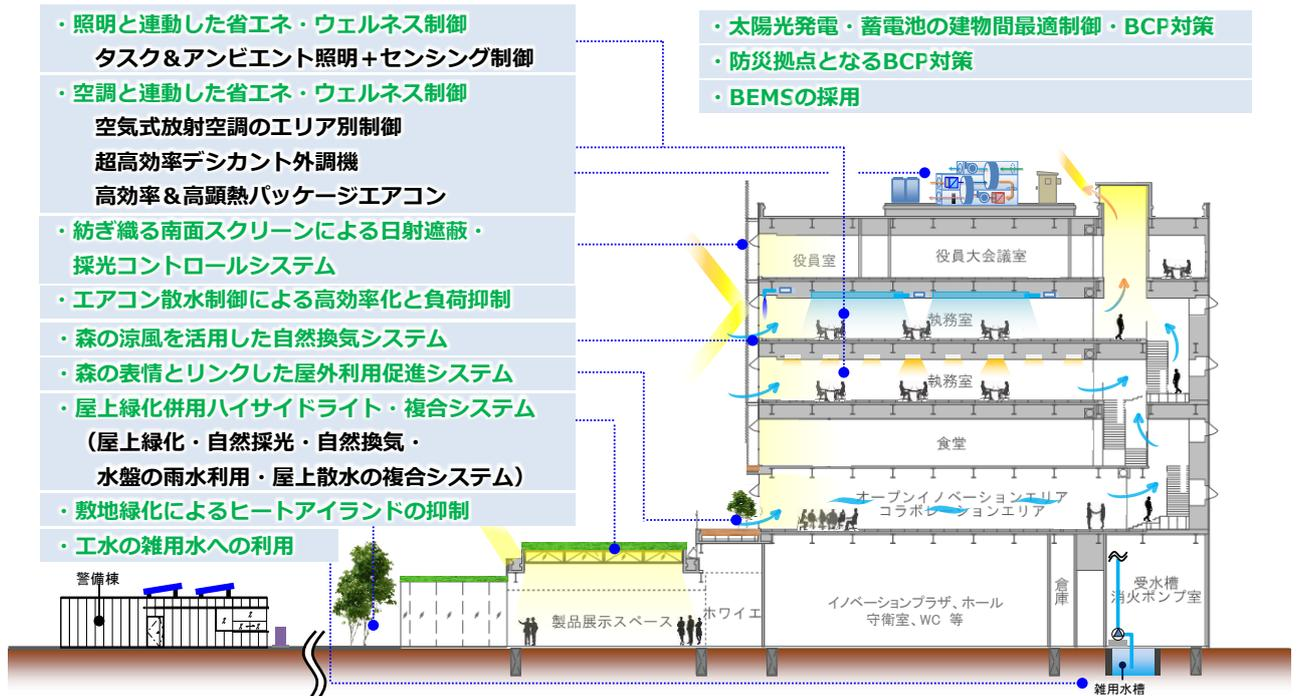 ・照明と連動した省エネ・ウェルネス制御
タスク＆アンビエント照明＋センシング制御
・空調と連動した省エネ・ウェルネス制御
空気式放射空調のエリア別制御
超高効率デシカント外調機
高効率＆高顕熱パッケージエアコン
・紡ぎ織る南面スクリーンによる日射遮蔽・
採光コントロールシステム
・エアコン散水制御による高効率化と負荷抑制
・森の涼風を活用した自然換気システム
・森の表情とリンクした屋外利用促進システム
・屋上緑化併用ハイサイドライト・複合システム
（屋上緑化・自然採光・自然換気・
水盤の雨水利用・屋上散水の複合システム）
・敷地緑化によるヒートアイランドの抑制
・工水の雑用水への利用
・太陽光発電・蓄電池の建物間最適制御・BCP対策
・防災拠点となるBCP対策
・BEMSの採用
役員室
役員大会議室
執務室
執務室
食堂
オープンイノベーションエリア
コラボレーションエリア
警備棟
製品展示スペース
ホワイエ
イノベーションプラザ、ホール
守衛室、WC 等
倉庫
受水槽
消火ポンプ室
雑用水槽